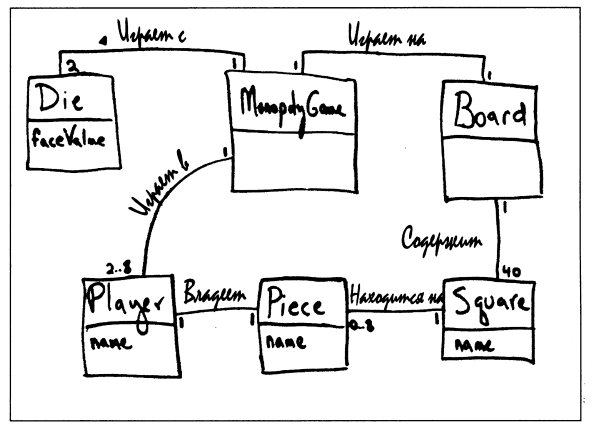 Играет с
Играет на
2
1
1
1
Die
faceValue
MonopolyGame
Board
1
1
Играет в
Содержит
2..8
40
Player
name
Владеет
1
1
Piece
name
Находится на
0..8
1
Square
name